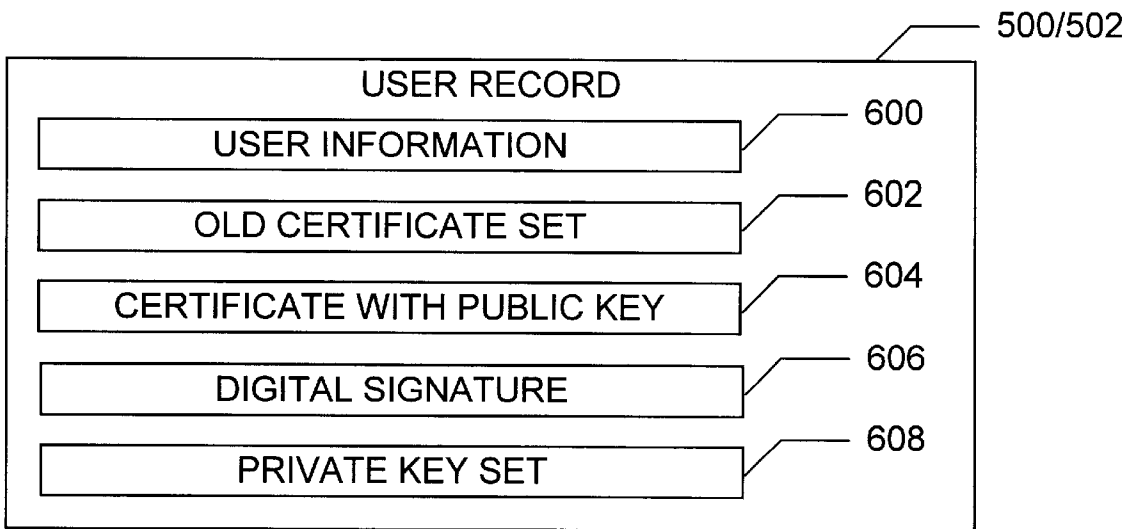 500/502
USER RECORD
USER INFORMATION
600
OLD CERTIFICATE SET
602
CERTIFICATE WITH PUBLIC KEY
604
DIGITAL SIGNATURE
606
PRIVATE KEY SET
608